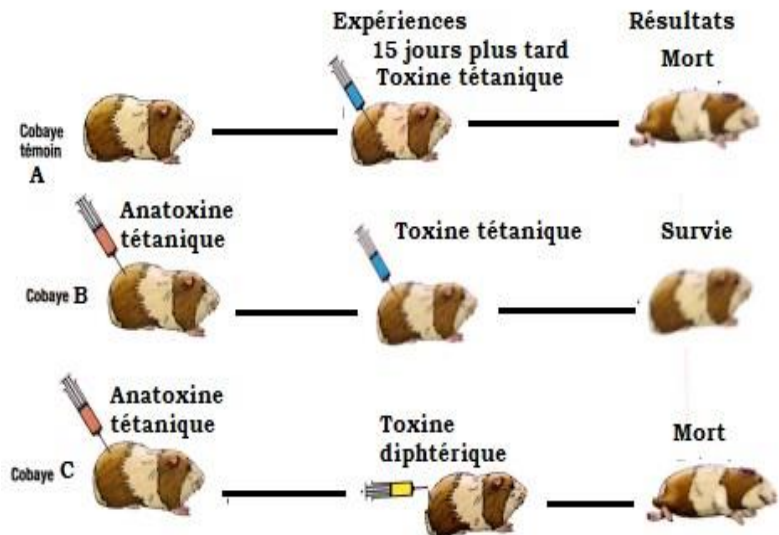 Expériences
Résultats
15 jours plus tard
Toxine tétanique
Mort
Cobaye
témoin
A
Anatoxine
tétanique
Toxine tétanique
Survie
Cobaye B
Anatoxine
tétanique
Toxine
diphtérique
Mort
Cobaye C